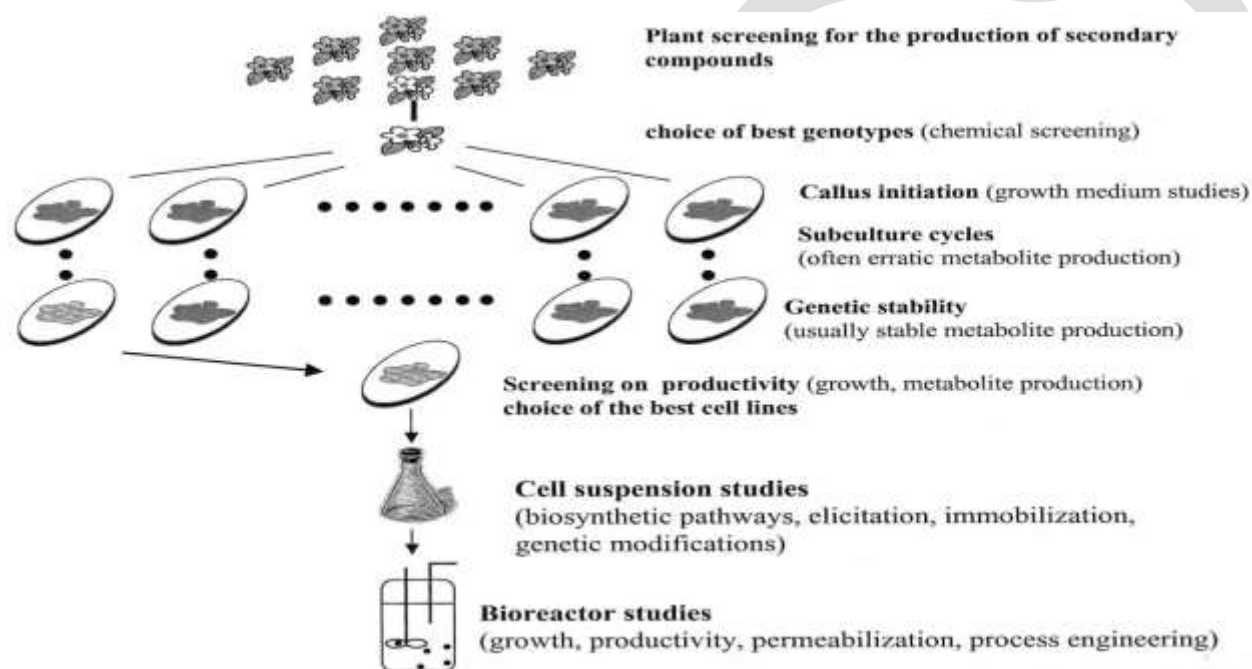 Plant screening for the production of secondary
compounds
choice of best genotypes (chemical screening)
Callus initiation (growth medium studies)
Subculture cycles
(often erratic metabolite production)
Genetic stability
(usually stable metabolite production)
Screening on productivity (growth, metabolite production)
choice of the best cell lines
Cell suspension studies
(biosynthetic pathways, elicitation, immobilization,
genetic modifications)
Bioreactor studies
(growth, productivity, permeabilization, process engineering)